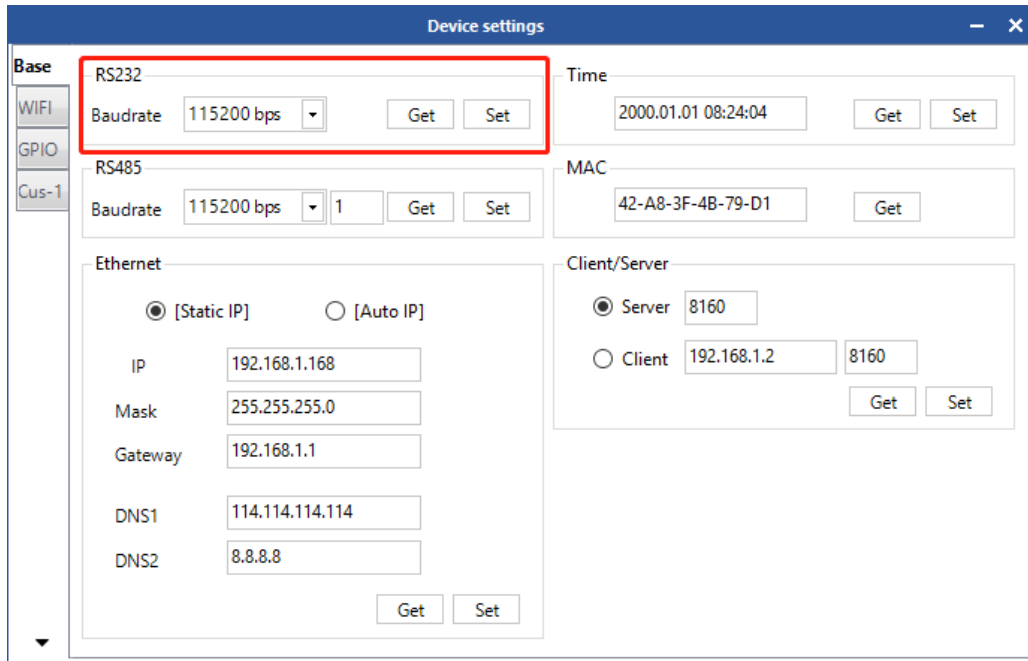 Device settings
Base
WIFI
GPIO
Cus-1
RS232
Baudrate 115200 bps Get Set
RS485
Baudrate 115200 bps 1 Get Set
Ethernet
[Static IP] [Auto IP]
IP 192.168.1.168
Mask 255.255.255.0
Gateway 192.168.1.1
DNS1 114.114.114.114
DNS2 8.8.8.8
Get Set
Time
2000.01.01 08:24:04 Get Set
MAC
42-A8-3F-4B-79-D1 Get
Client/Server
Server 8160
Client 192.168.1.2 8160
Get Set